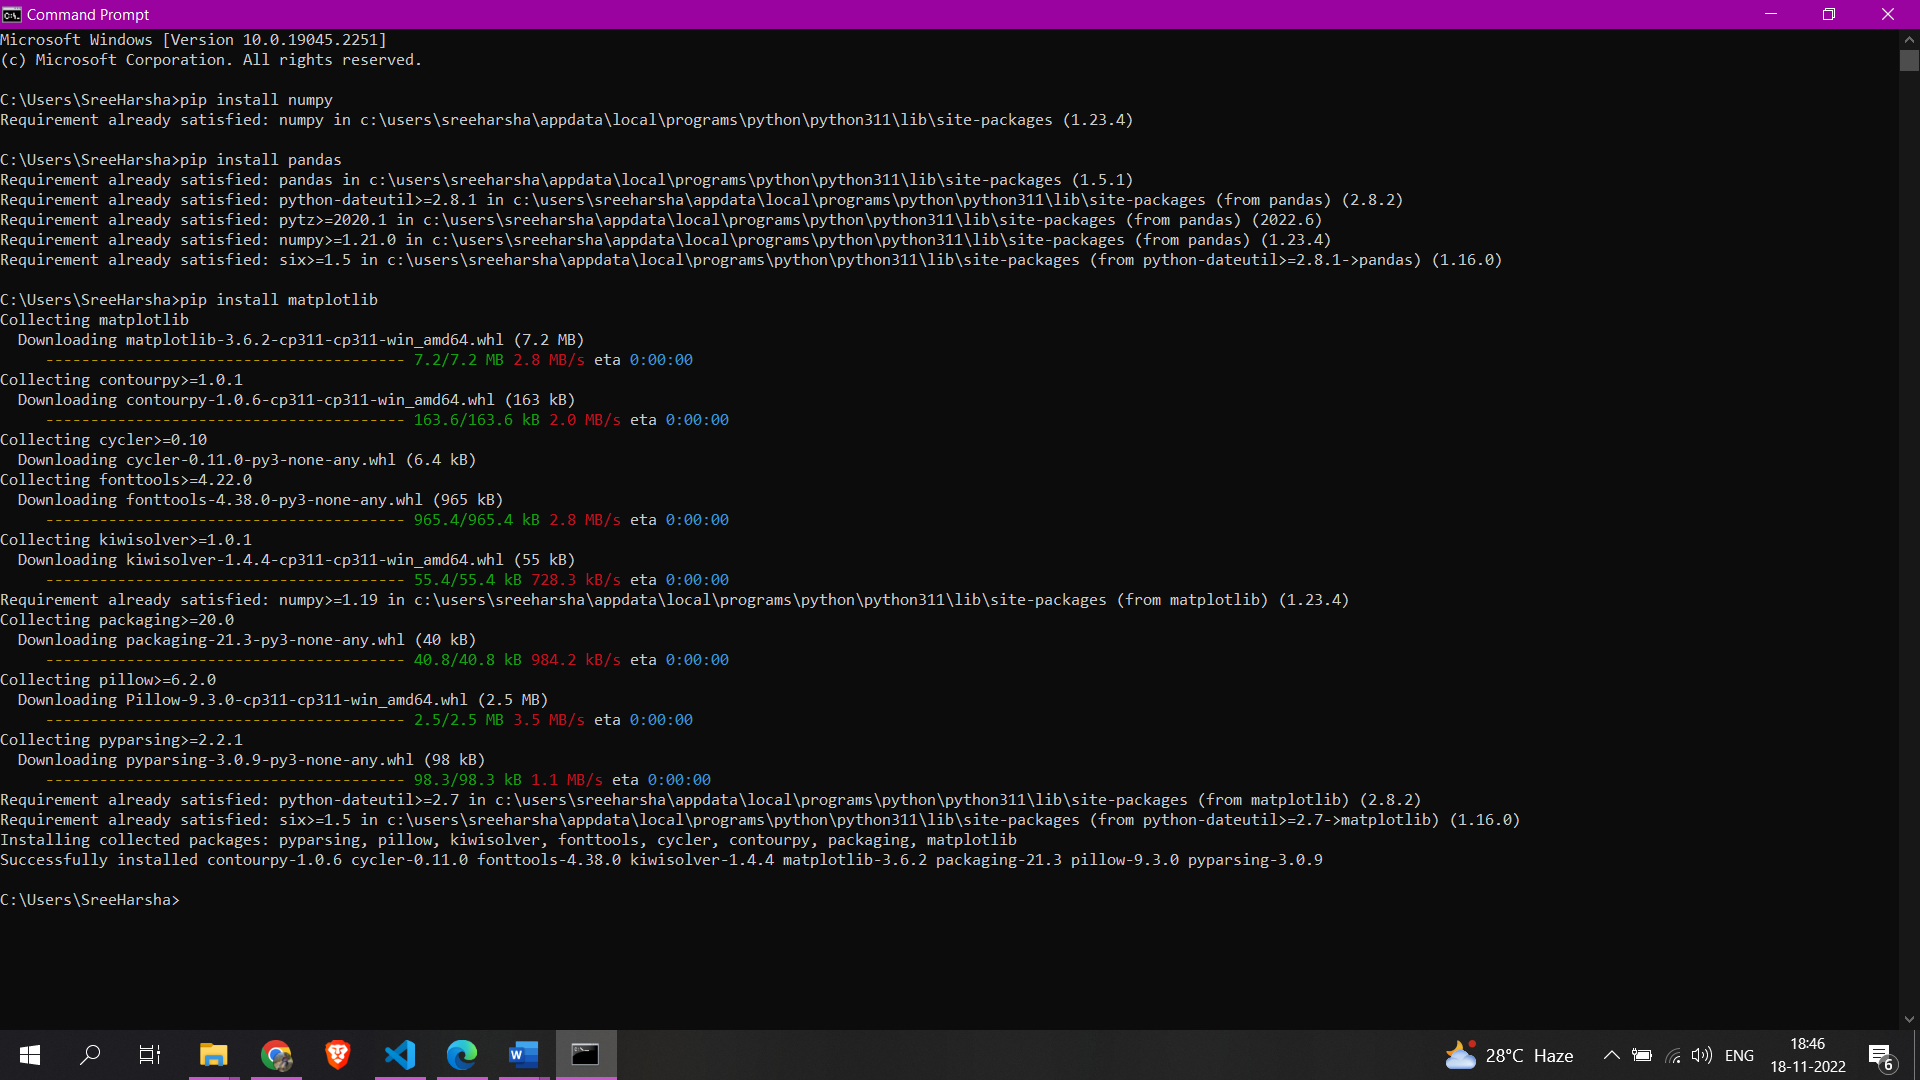 Command Prompt
Microsoft Windows [Version 10.0.19045.2251]
(c) Microsoft Corporation. All rights reserved.
C:\Users\SreeHarsha>pip install numpy
Requirement already satisfied: numpy in c:\users\sreeharsha\appdata\local\programs\python\python311\lib\site-packages (1.23.4)
C:\Users\SreeHarsha>pip install pandas
Requirement already satisfied: pandas in c:\users\sreeharsha\appdata\local\programs\python\python311\lib\site-packages (1.5.1)
Requirement already satisfied: python-dateutil>=2.8.1 in c:\users\sreeharsha\appdata\local\programs\python\python311\lib\site-packages (from pandas) (2.8.2)
Requirement already satisfied: pytz>=2020.1 in c:\users\sreeharsha\appdata\local\programs\python\python311\lib\site-packages (from pandas) (2022.6)
Requirement already satisfied: numpy>=1.21.0 in c:\users\sreeharsha\appdata\local\programs\python\python311\lib\site-packages (from pandas) (1.23.4)
Requirement already satisfied: six>=1.5 in c:\users\sreeharsha\appdata\local\programs\python\python311\lib\site-packages (from python-dateutil>=2.8.1->pandas) (1.16.0)
C:\Users\SreeHarsha>pip install matplotlib
Collecting matplotlib
  Downloading matplotlib-3.6.2-cp311-cp311-win_amd64.whl (7.2 MB)
     ---------------------------------------- 7.2/7.2 MB 2.8 MB/s eta 0:00:00
Collecting contourpy>=1.0.1
  Downloading contourpy-1.0.6-cp311-cp311-win_amd64.whl (163 kB)
     ---------------------------------------- 163.6/163.6 kB 2.0 MB/s eta 0:00:00
Collecting cycler>=0.10
  Downloading cycler-0.11.0-py3-none-any.whl (6.4 kB)
Collecting fonttools>=4.22.0
  Downloading fonttools-4.38.0-py3-none-any.whl (965 kB)
     ---------------------------------------- 965.4/965.4 kB 2.8 MB/s eta 0:00:00
Collecting kiwisolver>=1.0.1
  Downloading kiwisolver-1.4.4-cp311-cp311-win_amd64.whl (55 kB)
     ---------------------------------------- 55.4/55.4 kB 728.3 kB/s eta 0:00:00
Requirement already satisfied: numpy>=1.19 in c:\users\sreeharsha\appdata\local\programs\python\python311\lib\site-packages (from matplotlib) (1.23.4)
Collecting packaging>=20.0
  Downloading packaging-21.3-py3-none-any.whl (40 kB)
     ---------------------------------------- 40.8/40.8 kB 984.2 kB/s eta 0:00:00
Collecting pillow>=6.2.0
  Downloading Pillow-9.3.0-cp311-cp311-win_amd64.whl (2.5 MB)
     ---------------------------------------- 2.5/2.5 MB 3.5 MB/s eta 0:00:00
Collecting pyparsing>=2.2.1
  Downloading pyparsing-3.0.9-py3-none-any.whl (98 kB)
     ---------------------------------------- 98.3/98.3 kB 1.1 MB/s eta 0:00:00
Requirement already satisfied: python-dateutil>=2.7 in c:\users\sreeharsha\appdata\local\programs\python\python311\lib\site-packages (from matplotlib) (2.8.2)
Requirement already satisfied: six>=1.5 in c:\users\sreeharsha\appdata\local\programs\python\python311\lib\site-packages (from python-dateutil>=2.7->matplotlib) (1.16.0)
Installing collected packages: pyparsing, pillow, kiwisolver, fonttools, cycler, contourpy, packaging, matplotlib
Successfully installed contourpy-1.0.6 cycler-0.11.0 fonttools-4.38.0 kiwisolver-1.4.4 matplotlib-3.6.2 packaging-21.3 pillow-9.3.0 pyparsing-3.0.9
C:\Users\SreeHarsha>
28°C Haze
ENG
18:46
18-11-2022
6